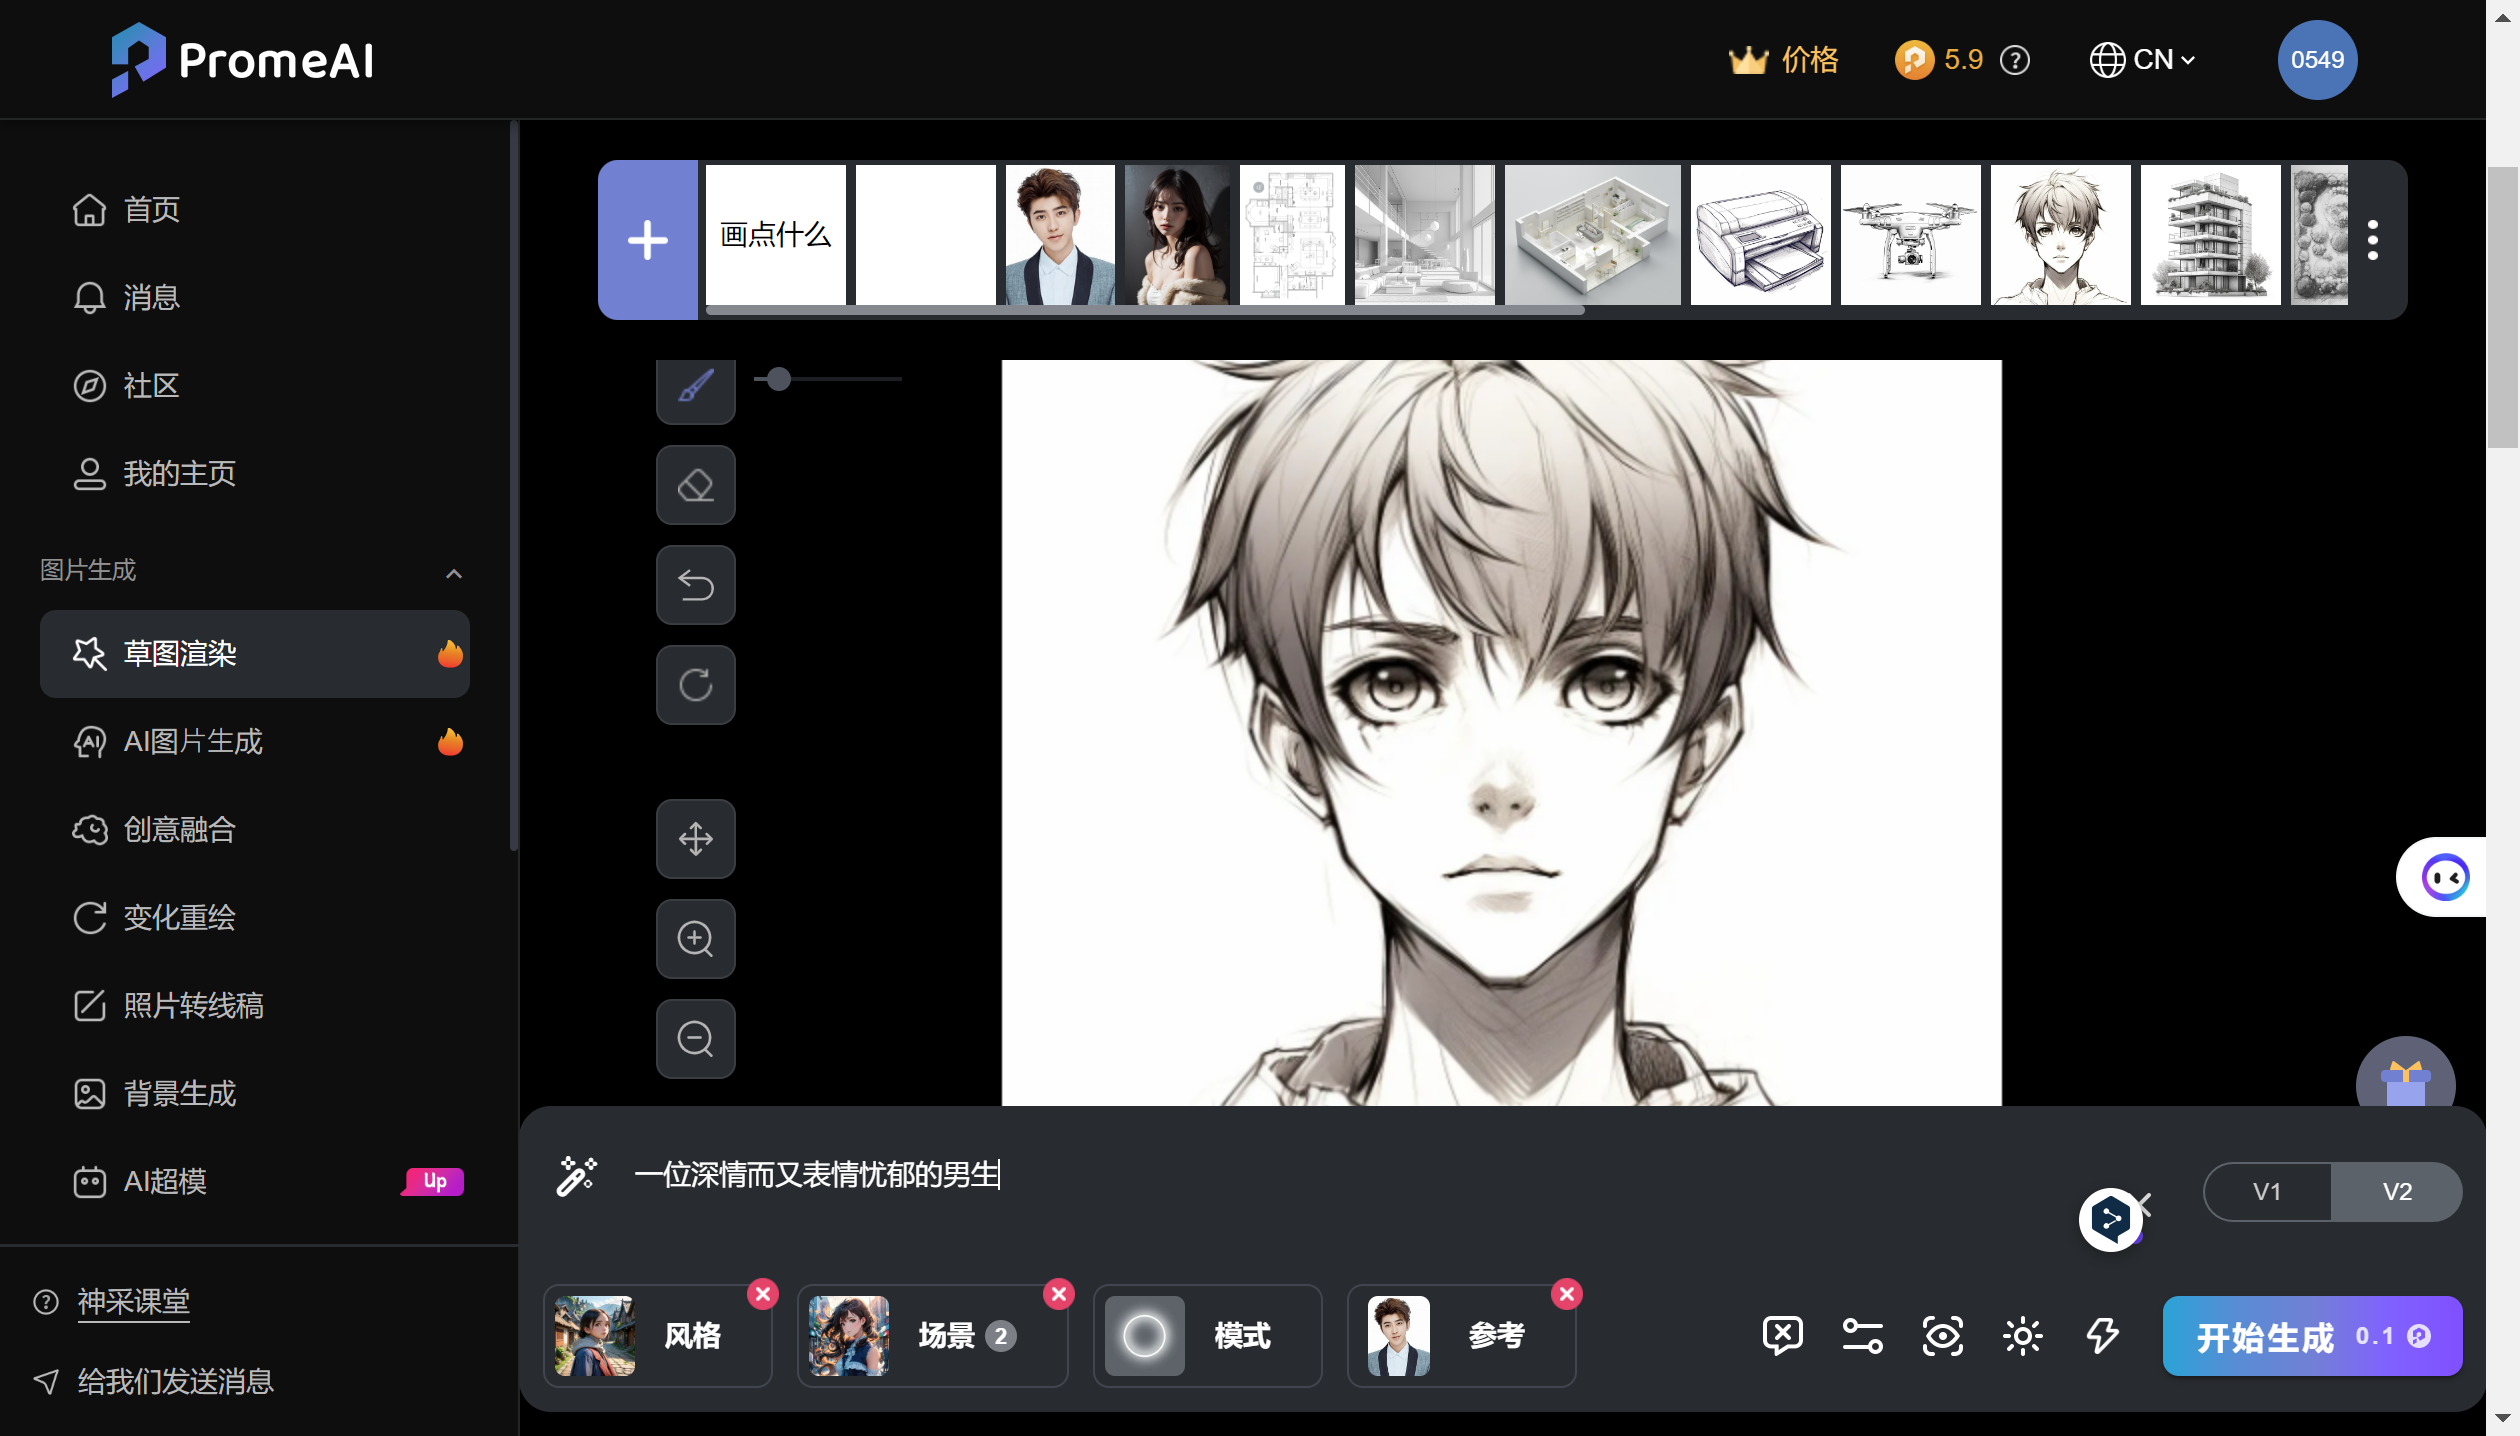 PromeAI
价格
5.9
CN
0549
首页
消息
社区
我的主页
图片生成
草图渲染
AI图片生成
创意融合
变化重绘
照片转线稿
背景生成
AI超模
Up
神采课堂
给我们发送消息
画点什么
一位深情而又表情忧郁的男生
V1
V2
风格
场景 2
模式
参考
开始生成 0.1